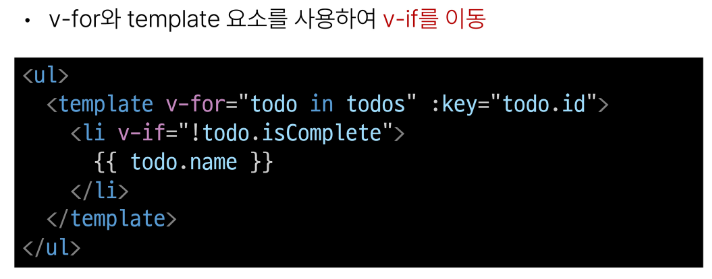 • v-for와 template 요소를 사용하여 v-if를 이동
<ul>
  <template v-for="todo in todos" :key="todo.id">
    <li v-if="!todo.isComplete">
      {{ todo.name }}
    </li>
  </template>
</ul>